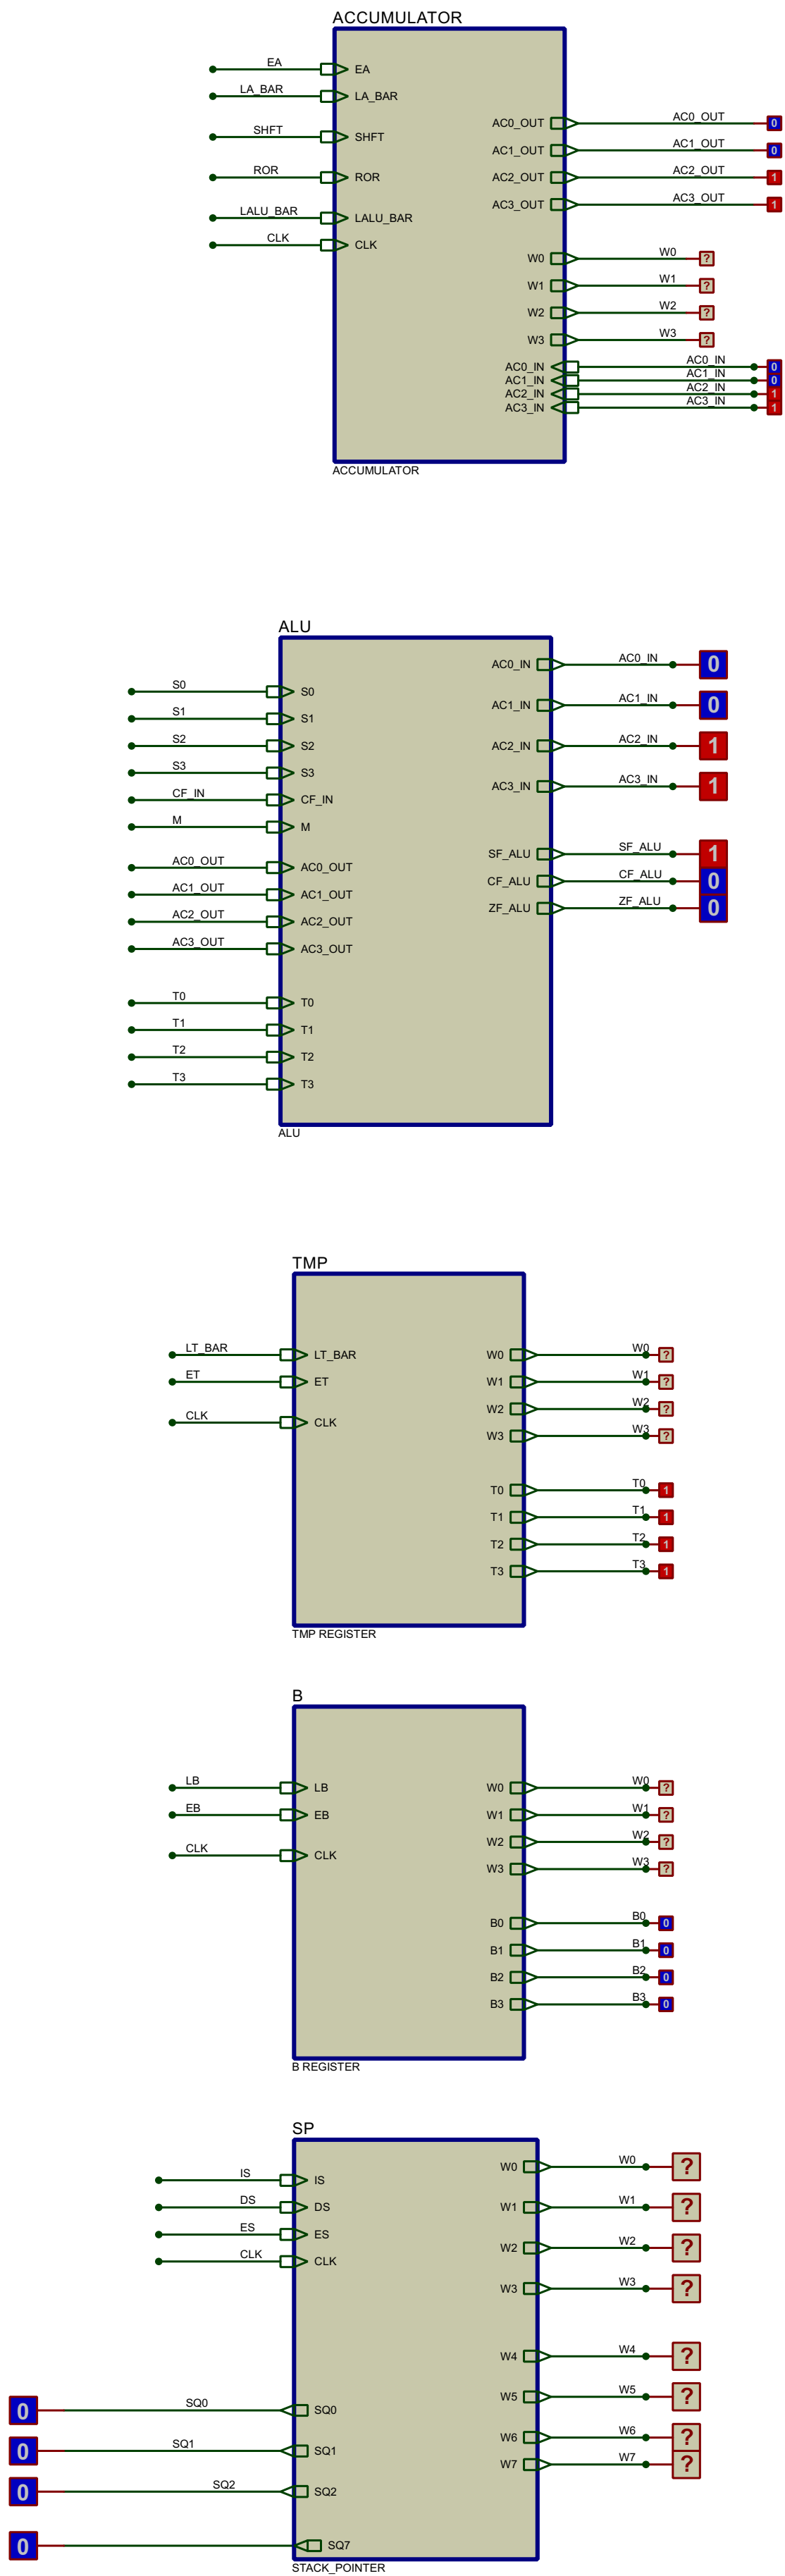 ACCUMULATOR
EA EA
LA_BAR LA_BAR
AC0_OUT AC0_OUT 0
SHFT SHFT
AC1_OUT AC1_OUT 0
ROR ROR
AC2_OUT AC2_OUT 1
AC3_OUT AC3_OUT 1
LALU_BAR LALU_BAR
CLK CLK
W0 W0 ?
W1 W1 ?
W2 W2 ?
W3 W3 ?
AC0_IN AC0_IN 0
AC1_IN AC1_IN 0
AC2_IN AC2_IN 1
AC3_IN AC3_IN 1
ACCUMULATOR
ALU
AC0_IN AC0_IN 0
S0 S0
AC1_IN AC1_IN 0
S1 S1
S2 S2
AC2_IN AC2_IN 1
S3 S3
AC3_IN AC3_IN 1
CF_IN CF_IN
M M
SF_ALU SF_ALU 1
AC0_OUT AC0_OUT
CF_ALU CF_ALU 0
AC1_OUT AC1_OUT
ZF_ALU ZF_ALU 0
AC2_OUT AC2_OUT
AC3_OUT AC3_OUT
T0 T0
T1 T1
T2 T2
T3 T3
ALU
TMP
LT_BAR LT_BAR W0 W0 ?
ET ET W1 W1 ?
W2 W2 ?
CLK CLK
W3 W3 ?
T0 T0 1
T1 T1 1
T2 T2 1
T3 T3 1
TMP REGISTER
B
LB LB W0 W0 ?
EB EB W1 W1 ?
W2 W2 ?
CLK CLK
W3 W3 ?
B0 B0 0
B1 B1 0
B2 B2 0
B3 B3 0
B REGISTER
SP
W0 W0 ?
IS IS
DS DS W1 W1 ?
ES ES
W2 W2 ?
CLK CLK
W3 W3 ?
W4 W4 ?
W5 W5 ?
0 SQ0 SQ0
W6 W6 ?
0 SQ1 SQ1
W7 W7 ?
0 SQ2 SQ2
0 SQ7
STACK_POINTER